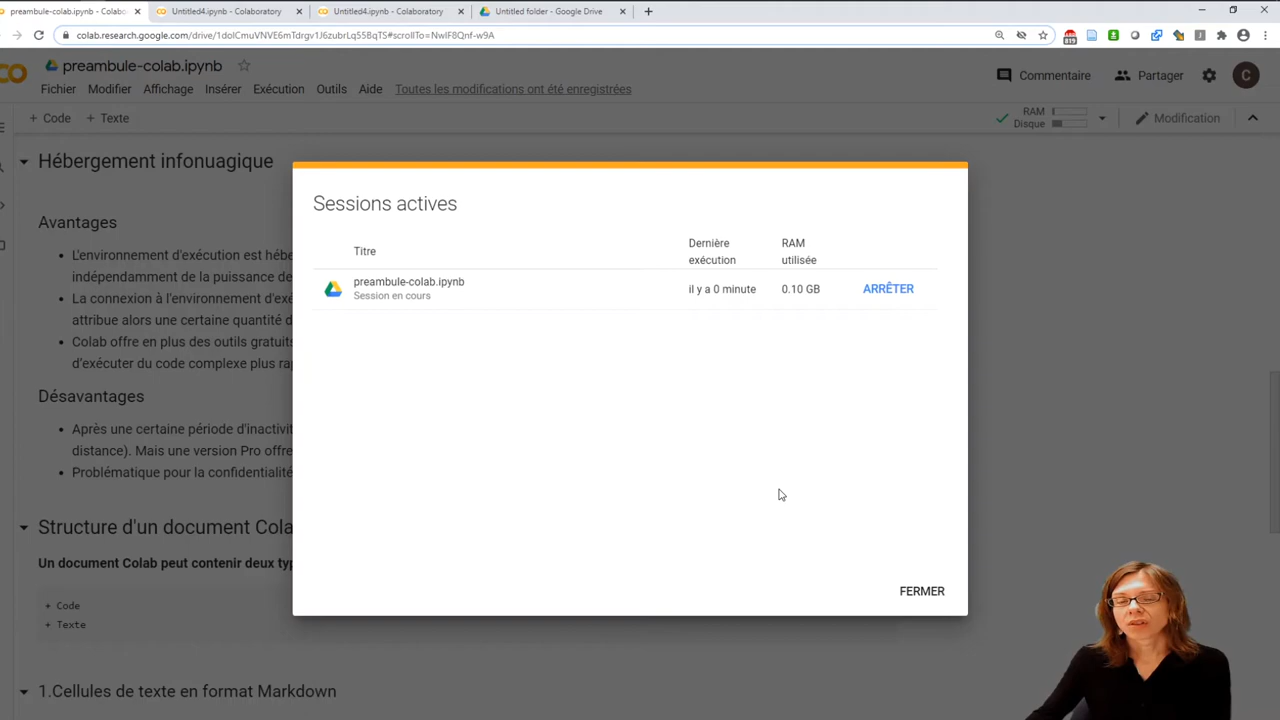 preambule-colab.ipynb - Colabo
Untitled4.ipynb - Colaboratory
Untitled4.ipynb - Colaboratory
Untitled folder - Google Drive
colab.research.google.com/drive/1dolCmuVNVE6mTdrgv1J6zubrLq55BqTS#scrollTo=NwIF8Qnf-w9A
preambule-colab.ipynb
Fichier Modifier Affichage Insérer Exécution Outils Aide Toutes les modifications ont été enregistrées
Commentaire Partager C
+ Code + Texte
RAM
Disque
Modification
Hébergement infonuagique
Avantages
L'environnement d'exécution est hébe
indépendamment de la puissance de
La connexion à l'environnement d'exé
attribue alors une certaine quantité d
Colab offre en plus des outils gratuits
d'exécuter du code complexe plus rap
Désavantages
Après une certaine période d'inactivit
distance). Mais une version Pro offre
Problématique pour la confidentialité
Structure d'un document Cola
Un document Colab peut contenir deux typ
+ Code
+ Texte
1.Cellules de texte en format Markdown
Sessions actives
Titre
Dernière
exécution
RAM
utilisée
preambule-colab.ipynb
Session en cours
il y a 0 minute
0.10 GB
ARRÊTER
FERMER